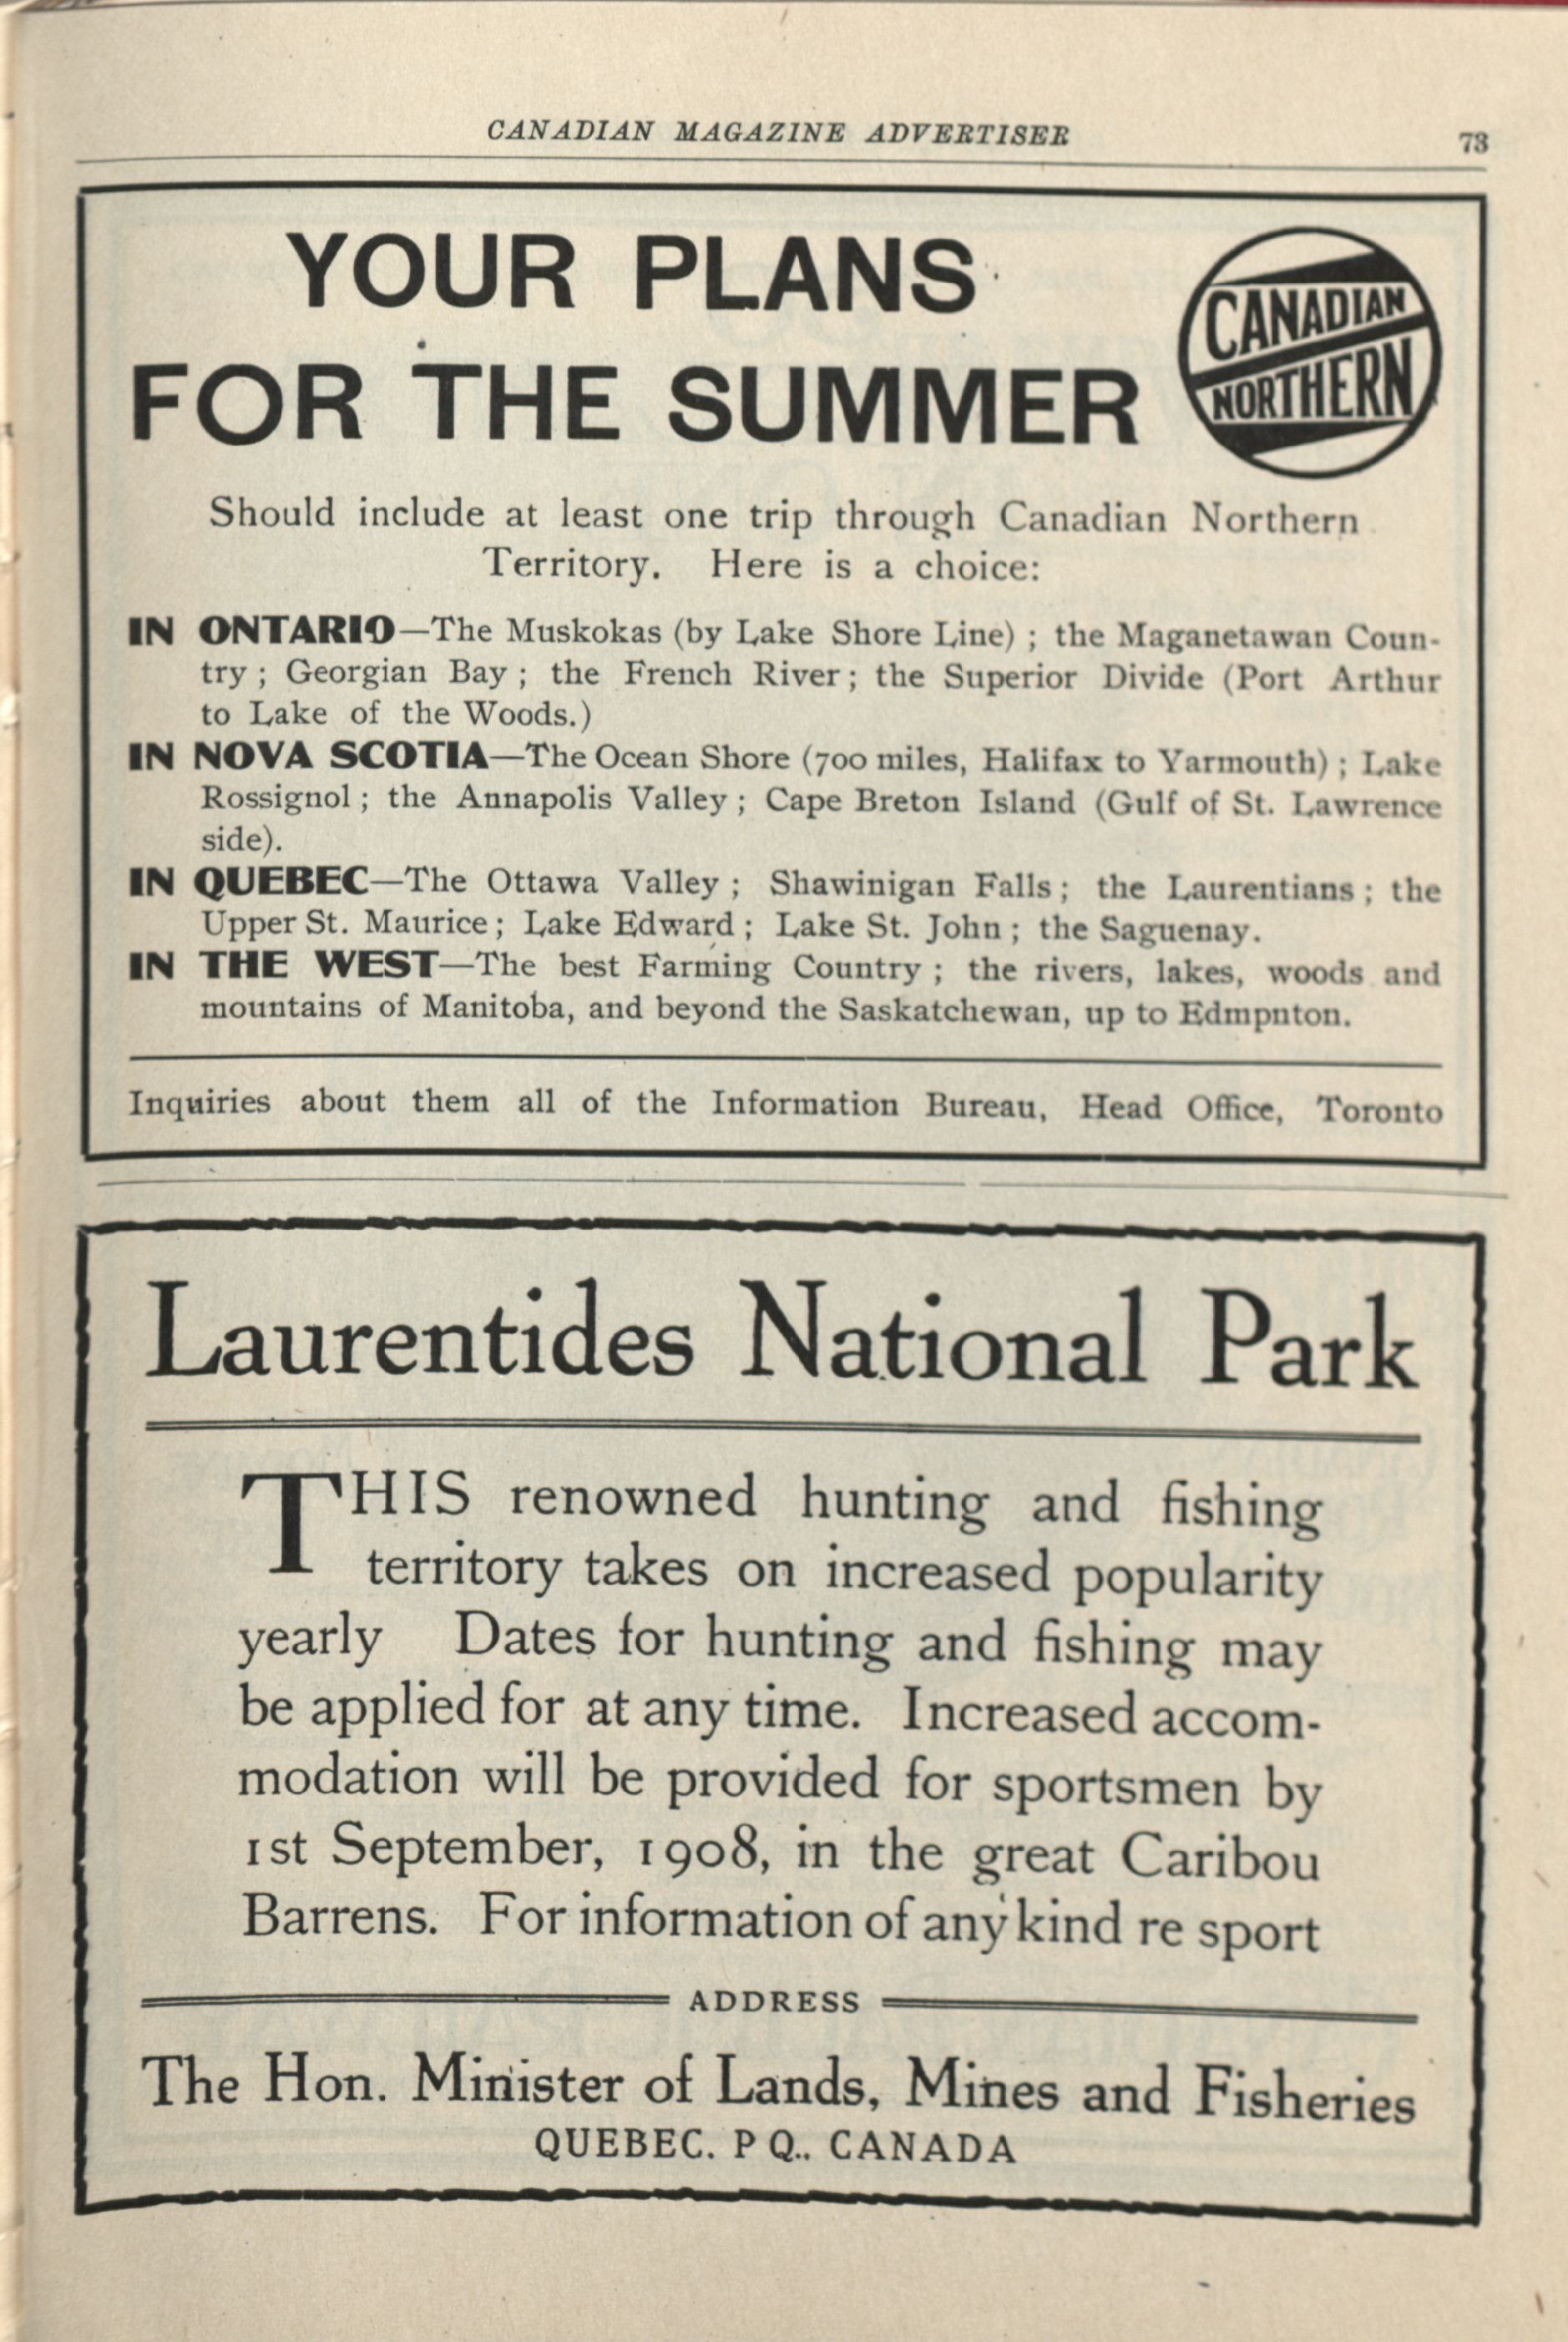 CANADIAN MAGAZINE ADVERTISER 73
YOUR PLANS
FOR THE SUMMER
CANADIAN
NORTHERN
Should include at least one trip through Canadian Northern
Territory. Here is a choice:
IN ONTARIO—The Muskokas (by Lake Shore Line) ; the Maganetawan Coun-
try ; Georgian Bay ; the French River ; the Superior Divide (Port Arthur
to Lake of the Woods.)
IN NOVA SCOTIA—The Ocean Shore (700 miles, Halifax to Yarmouth) ; Lake
Rossignol ; the Annapolis Valley ; Cape Breton Island (Gulf of St. Lawrence
side).
IN QUEBEC—The Ottawa Valley ; Shawinigan Falls ; the Laurentians ; the
Upper St. Maurice ; Lake Edward ; Lake St. John ; the Saguenay.
IN THE WEST—The best Farming Country ; the rivers, lakes, woods and
mountains of Manitoba, and beyond the Saskatchewan, up to Edmpnton.
Inquiries about them all of the Information Bureau, Head Office, Toronto
Laurentides National Park
THIS renowned hunting and fishing
territory takes on increased popularity
yearly Dates for hunting and fishing may
be applied for at any time. Increased accom-
modation will be provided for sportsmen by
1st September, 1908, in the great Caribou
Barrens. For information of any kind re sport
ADDRESS
The Hon. Minister of Lands, Mines and Fisheries
QUEBEC. P Q., CANADA